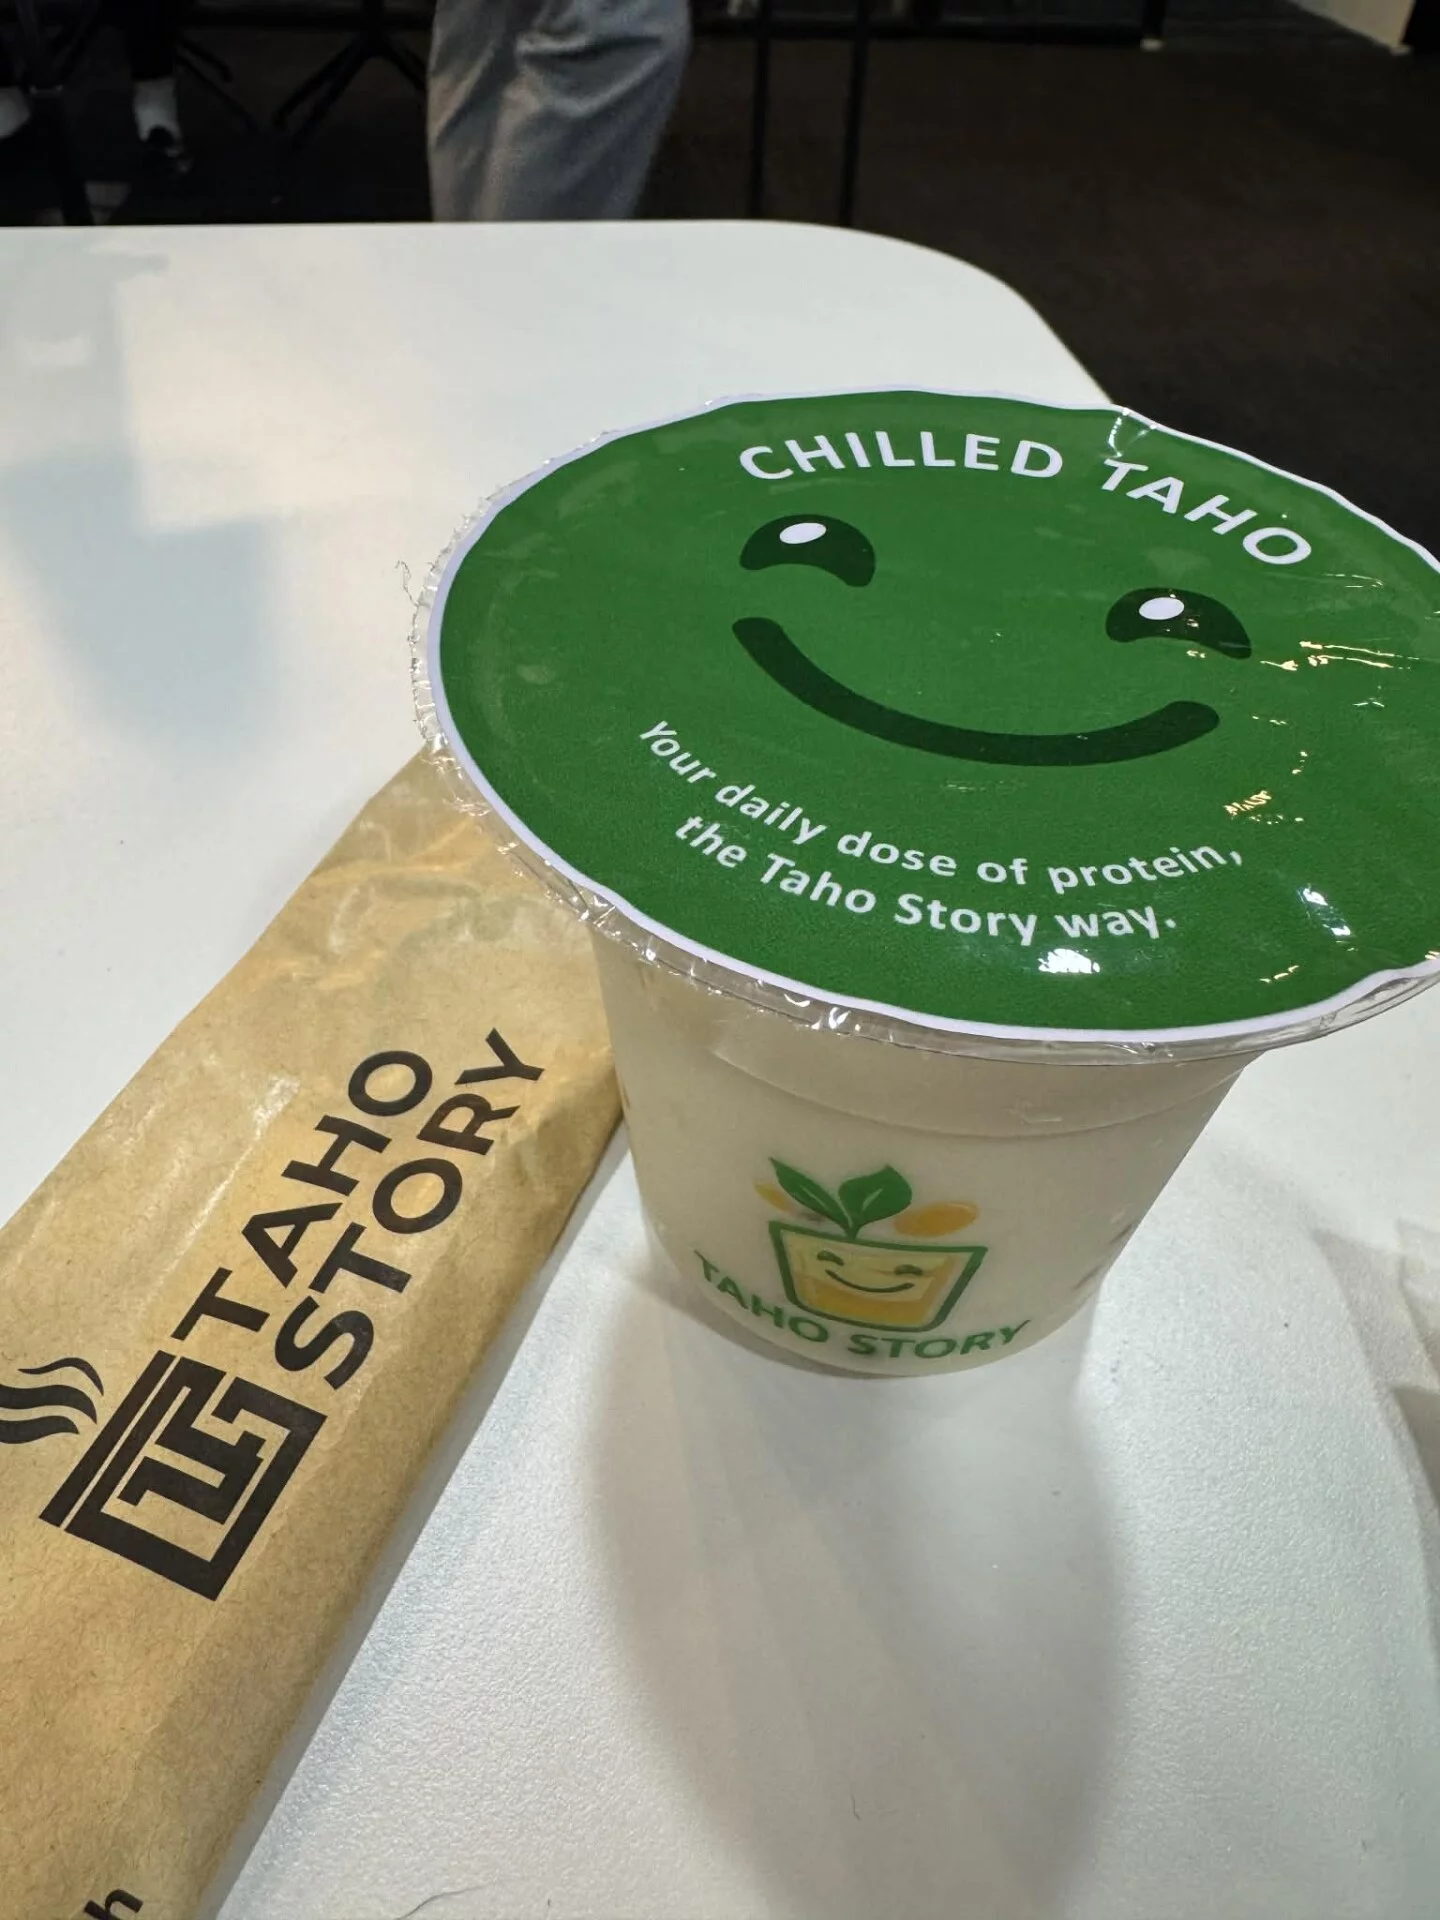 CHILLED TAHO
Your daily dose of protein,
the Taho Story way.
TAHO STORY
TAHO
STORY